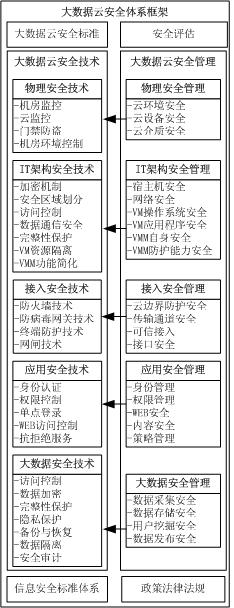 大数据云安全体系框架
大数据云安全标准
安全评估
大数据云安全技术
物理安全技术
-机房监控
-云监控
-门禁防盗
-机房环境控制
IT架构安全技术
-加密机制
-安全区域划分
-访问控制
-数据通信安全
-完整性保护
-VM资源隔离
-VMM功能简化
接入安全技术
-防火墙技术
-防病毒网关技术
-终端防护技术
-网闸技术
应用安全技术
-身份认证
-权限控制
-单点登录
-WEB访问控制
-抗拒绝服务
大数据安全技术
-访问控制
-数据加密
-完整性保护
-隐私保护
-备份与恢复
-数据隔离
-安全审计
大数据云安全管理
物理安全管理
-云环境安全
-云设备安全
-云介质安全
IT架构安全管理
-宿主机安全
-网络安全
-VM操作系统安全
-VM应用程序安全
-VMM自身安全
-VMM防护能力安全
接入安全管理
-云边界防护安全
-传输通道安全
-可信接入
-接口安全
应用安全管理
-身份管理
-权限管理
-WEB安全
-内容安全
-策略管理
大数据安全管理
-数据采集安全
-数据存储安全
-用户挖掘安全
-数据发布安全
信息安全标准体系
政策法律法规